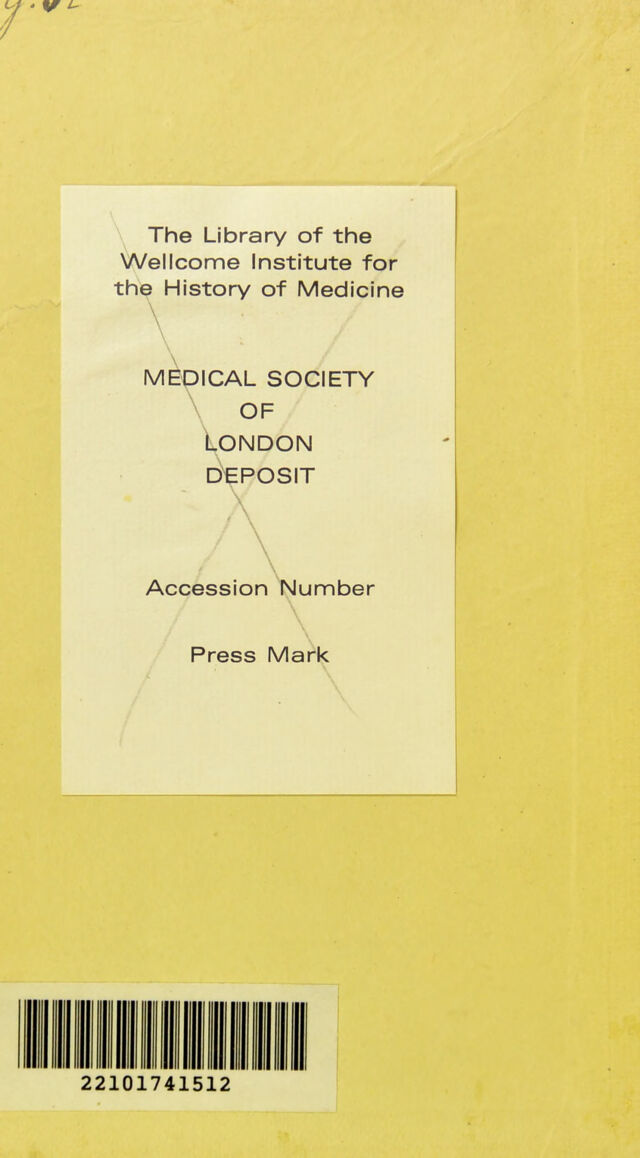 The Library of the
Wellcome Institute for
the History of Medicine
MEDICAL SOCIETY
OF
LONDON
DEPOSIT
Accession Number
Press Mark
22101741512